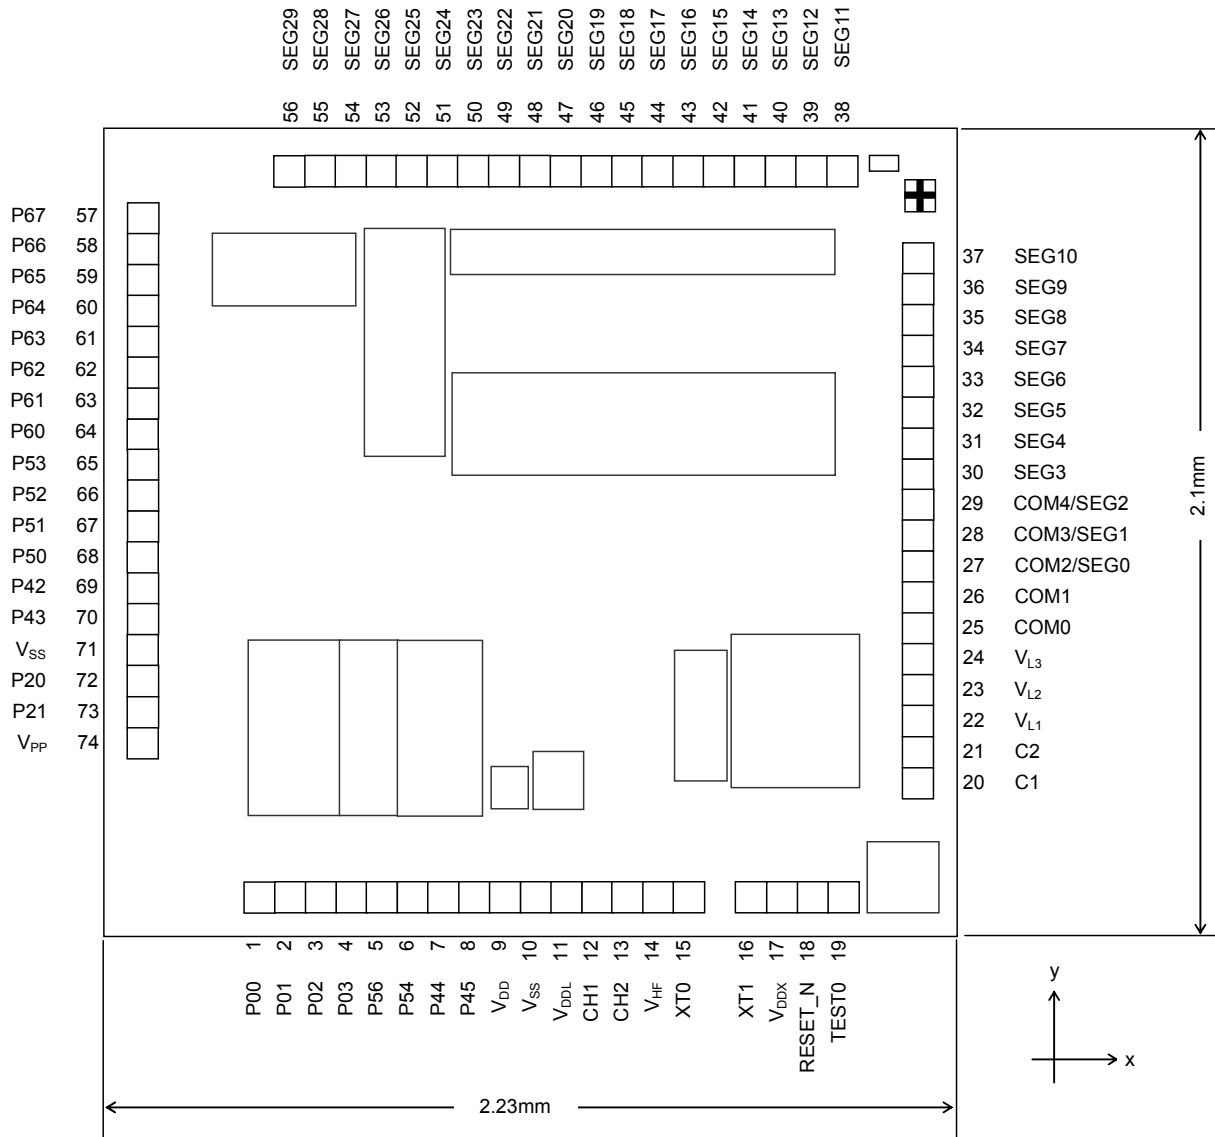 SEG29 SEG28 SEG27 SEG26 SEG25 SEG24 SEG23 SEG22 SEG21 SEG20 SEG19 SEG18 SEG17 SEG16 SEG15 SEG14 SEG13 SEG12 SEG11
56 55 54 53 52 51 50 49 48 47 46 45 44 43 42 41 40 39 38
P67 57
P66 58
P65 59
P64 60
P63 61
P62 62
P61 63
P60 64
P53 65
P52 66
P51 67
P50 68
P42 69
P43 70
VSS 71
P20 72
P21 73
VPP 74
37 SEG10
36 SEG9
35 SEG8
34 SEG7
33 SEG6
32 SEG5
31 SEG4
30 SEG3
29 COM4/SEG2
28 COM3/SEG1
27 COM2/SEG0
26 COM1
25 COM0
24 VL3
23 VL2
22 VL1
21 C2
20 C1
2.1mm
1 2 3 4 5 6 7 8 9 10 11 12 13 14 15 16 17 18 19
P00 P01 P02 P03 P56 P54 P44 P45 VDD VSS VDDL CH1 CH2 VHF XT0 XT1 VDDX RESET_N TEST0
y
x
2.23mm